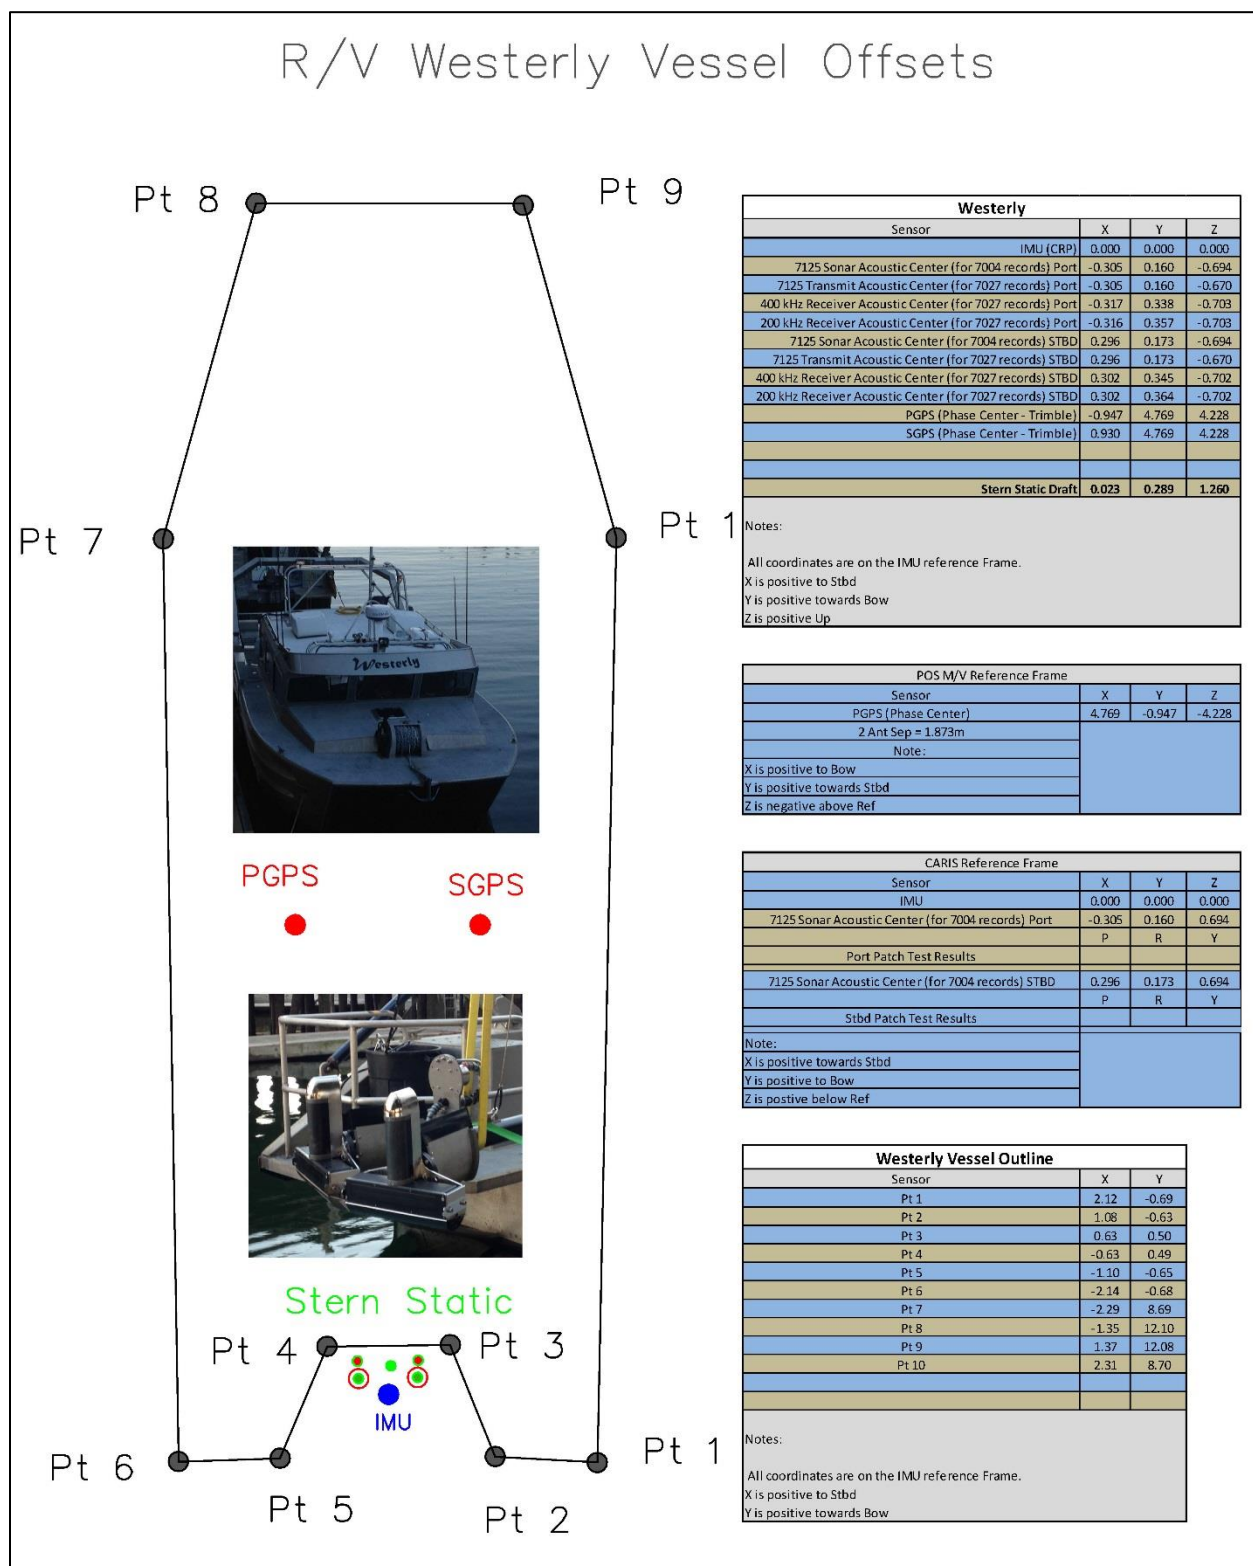 R/V Westerly Vessel Offsets
Pt 8
Pt 9
Pt 7
Pt 1
Westerly
PGPS
SGPS
Stern Static
Pt 4
Pt 3
IMU
Pt 6
Pt 1
Pt 5
Pt 2
Westerly
Sensor X Y Z
IMU (CRP) 0.000 0.000 0.000
7125 Sonar Acoustic Center (for 7004 records) Port -0.305 0.160 -0.694
7125 Transmit Acoustic Center (for 7027 records) Port -0.305 0.160 -0.670
400 kHz Receiver Acoustic Center (for 7027 records) Port -0.317 0.338 -0.703
200 kHz Receiver Acoustic Center (for 7027 records) Port -0.316 0.357 -0.703
7125 Sonar Acoustic Center (for 7004 records) STBD 0.296 0.173 -0.694
7125 Transmit Acoustic Center (for 7027 records) STBD 0.296 0.173 -0.670
400 kHz Receiver Acoustic Center (for 7027 records) STBD 0.302 0.345 -0.702
200 kHz Receiver Acoustic Center (for 7027 records) STBD 0.302 0.364 -0.702
PGPS (Phase Center - Trimble) -0.947 4.769 4.228
SGPS (Phase Center - Trimble) 0.930 4.769 4.228
Stern Static Draft 0.023 0.289 1.260
Notes:
All coordinates are on the IMU reference Frame.
X is positive to Stbd
Y is positive towards Bow
Z is positive Up
POS M/V Reference Frame
Sensor X Y Z
PGPS (Phase Center) 4.769 -0.947 -4.228
2 Ant Sep = 1.873m
Note:
X is positive to Bow
Y is positive towards Stbd
Z is negative above Ref
CARIS Reference Frame
Sensor X Y Z
IMU 0.000 0.000 0.000
7125 Sonar Acoustic Center (for 7004 records) Port -0.305 0.160 0.694
P R Y
Port Patch Test Results
7125 Sonar Acoustic Center (for 7004 records) STBD 0.296 0.173 0.694
P R Y
Stbd Patch Test Results
Note:
X is positive towards Stbd
Y is positive to Bow
Z is postive below Ref
Westerly Vessel Outline
Sensor X Y
Pt 1 2.12 -0.69
Pt 2 1.08 -0.63
Pt 3 0.63 0.50
Pt 4 -0.63 0.49
Pt 5 -1.10 -0.65
Pt 6 -2.14 -0.68
Pt 7 -2.29 8.69
Pt 8 -1.35 12.10
Pt 9 1.37 12.08
Pt 10 2.31 8.70
Notes:
All coordinates are on the IMU reference Frame.
X is positive to Stbd
Y is positive towards Bow